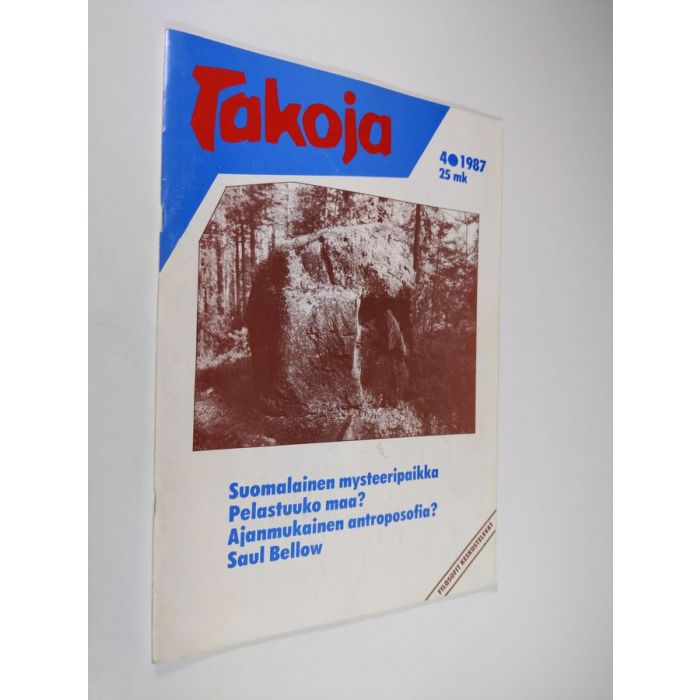 Takoja
4●1987
25 mk
Suomalainen mysteeripaikka
Pelastuuko maa?
Ajanmukainen antroposofia?
Saul Bellow
FILOSOFIT KESKUSTELEVAT